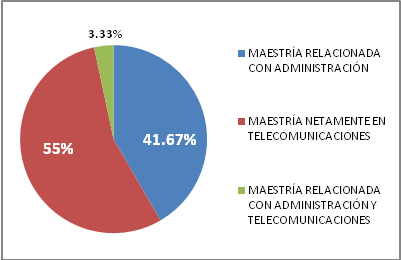 3.33%
41.67%
55%
MAESTRÍA RELACIONADA
CON ADMINISTRACIÓN
MAESTRÍA NETAMENTE EN
TELECOMUNICACIONES
MAESTRÍA RELACIONADA
CON ADMINISTRACIÓN Y
TELECOMUNICACIONES